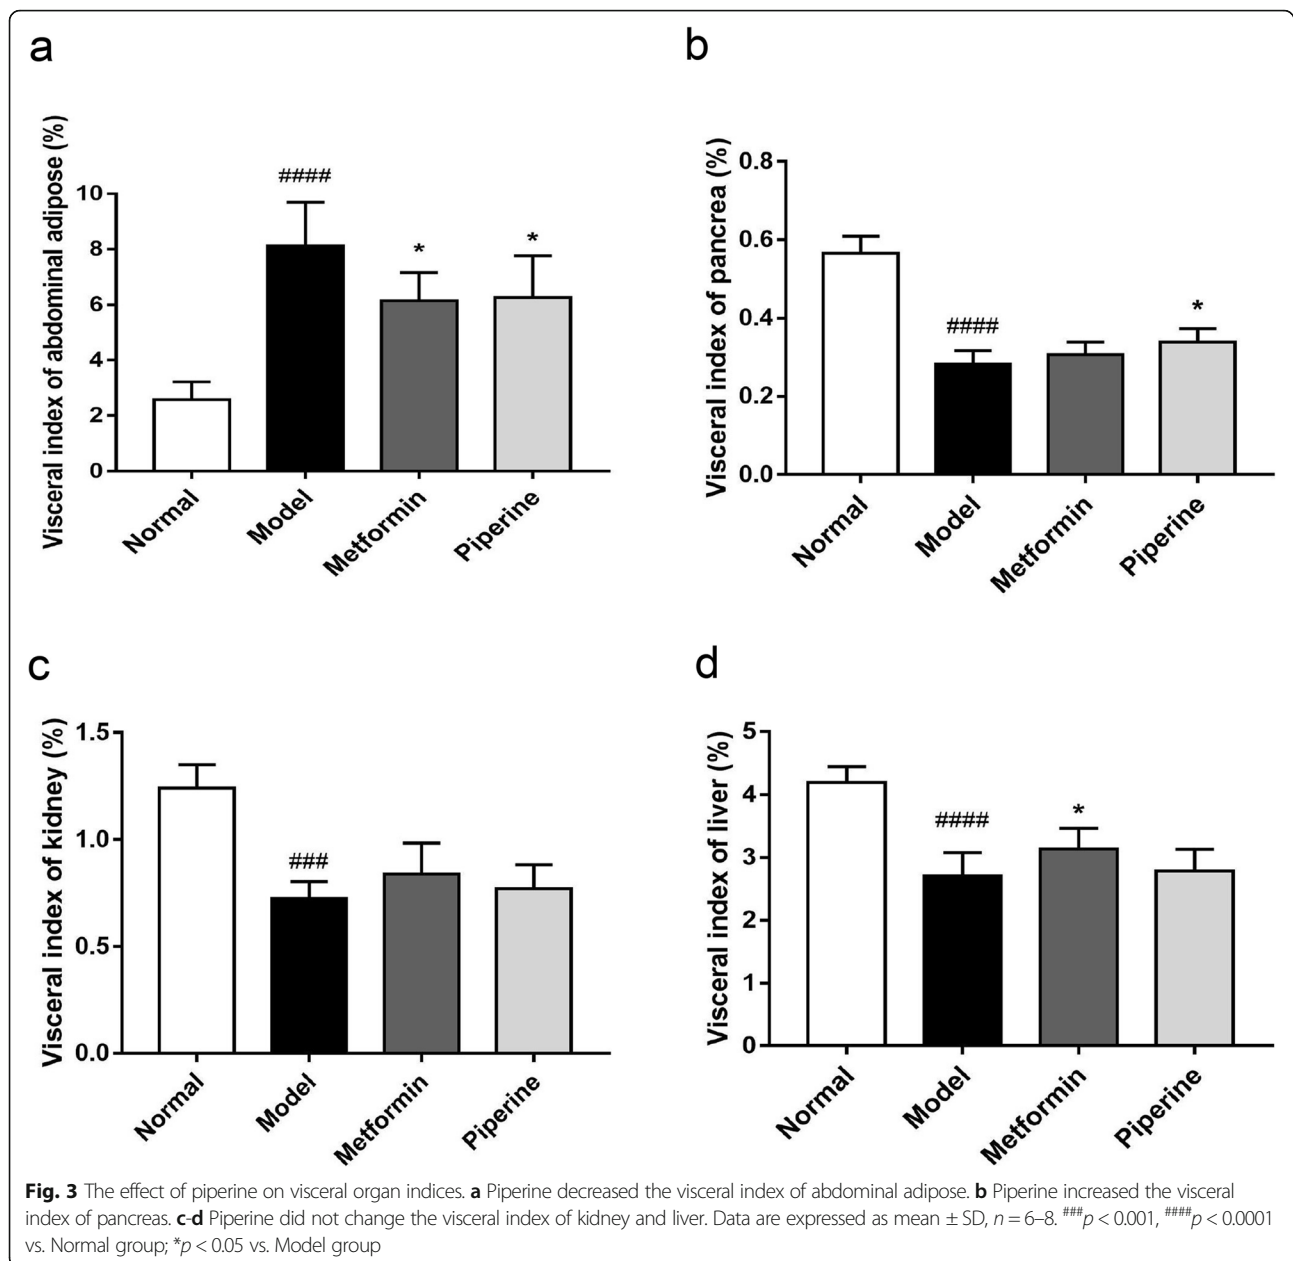 a
Visceral index of abdominal adipose (%)
10
8
6
4
2
0
####
*
*
Normal
Model
Metformin
Piperine
b
Visceral index of pancrea (%)
0.8
0.6
0.4
0.2
0.0
####
*
Normal
Model
Metformin
Piperine
c
Visceral index of kidney (%)
1.5
1.0
0.5
0.0
###
Normal
Model
Metformin
Piperine
d
Visceral index of liver (%)
5
4
3
2
1
0
####
*
Normal
Model
Metformin
Piperine
Fig. 3 The effect of piperine on visceral organ indices. a Piperine decreased the visceral index of abdominal adipose. b Piperine increased the visceral
index of pancreas. c-d Piperine did not change the visceral index of kidney and liver. Data are expressed as mean ± SD, n = 6–8. ###p < 0.001, ####p < 0.0001
vs. Normal group; *p < 0.05 vs. Model group